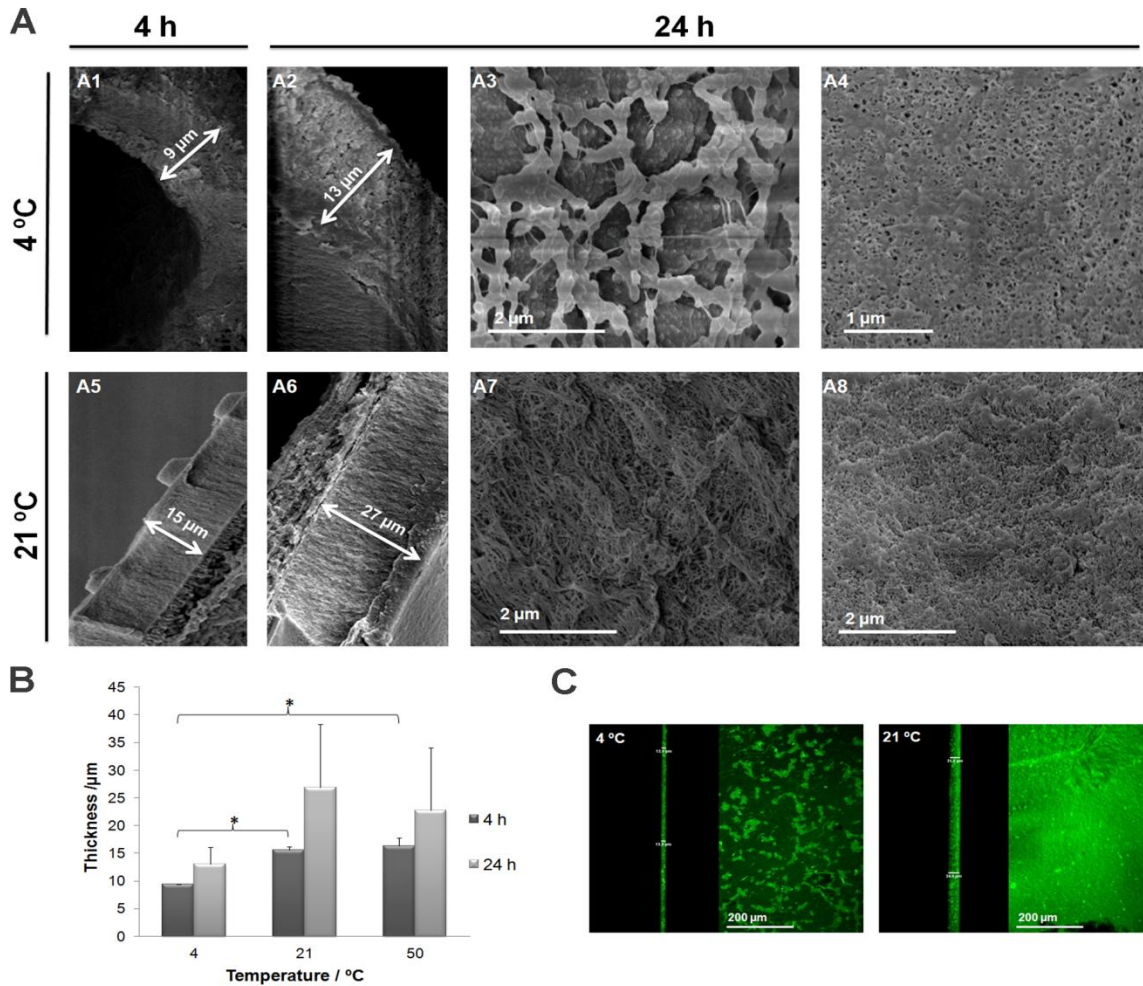 A
4 h
24 h
4 ºC
A1
9 µm
A2
13 µm
A3
2 µm
A4
1 µm
21 ºC
A5
15 µm
A6
27 µm
A7
2 µm
A8
2 µm
B
45
40
35
30
25
20
15
10
5
0
Thickness /µm
*
*
4 h
24 h
4
21
50
Temperature / ºC
C
4 ºC
200 µm
21 ºC
200 µm